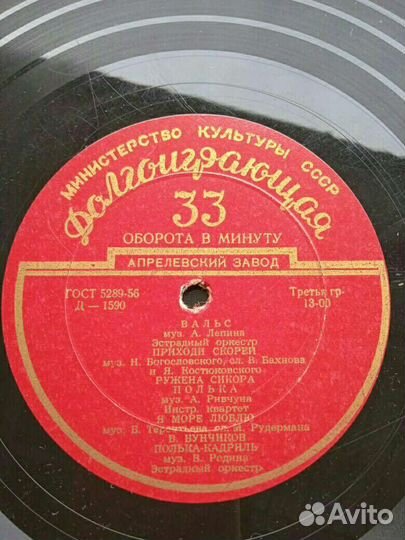 МИНИСТЕРСТВО КУЛЬТУРЫ СССР
Долгоиграющая
33
ОБОРОТА В МИНУТУ
АПРЕЛЕВСКИЙ ЗАВОД
ГОСТ 5289-56
Д — 1590
Третья гр.
13-00
ВАЛЬС
муз. А. Лепина
Эстрадный оркестр
ПРИХОДИ СКОРЕЙ
муз. Н. Богословского, сл. В. Бахнова
и Я. Костюковского
РУЖЕНА СИКОРА
ПОЛЬКА
муз. А. Ривчуна
Инстр. квартет
Я МОРЕ ЛЮБЛЮ
муз. Б. Терентьева, сл. М. Рудермана
В. БУНЧИКОВ
ПОЛЬКА-КАДРИЛЬ
муз. В. Родина
Эстрадный оркестр
Avito